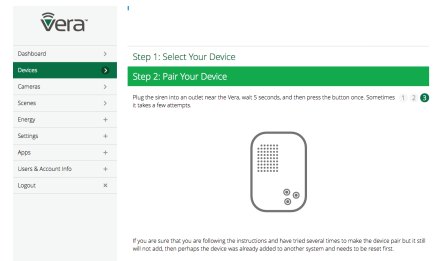 Vera
Dashboard >
Devices >
Cameras >
Scenes >
Energy +
Settings +
Apps +
Users & Account Info +
Logout ×
Step 1: Select Your Device
Step 2: Pair Your Device
Plug the siren into an outlet near the Vera, wait 5 seconds, and then press the button once. Sometimes 1 2 3
it takes a few attempts.
If you are sure that you are following the instructions and have tried several times to make the device pair but it still
will not add, then perhaps the device was already added to another system and needs to be reset first.